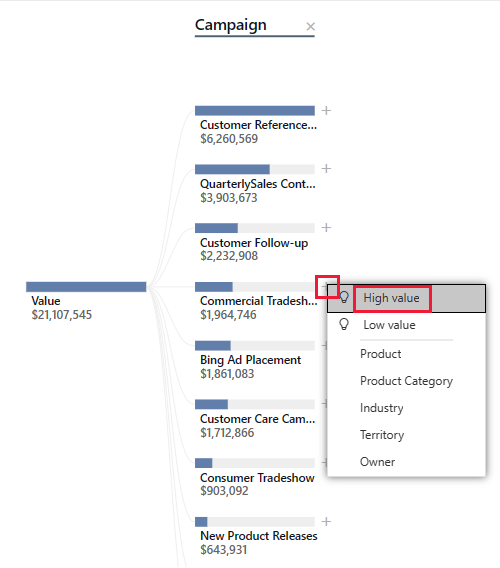 Campaign
Customer Reference...
$6,260,569
QuarterlySales Cont...
$3,903,673
Customer Follow-up
$2,232,908
Value
$21,107,545
Commercial Tradesh...
$1,964,746
High value
Low value
Product
Product Category
Industry
Territory
Owner
Bing Ad Placement
$1,861,083
Customer Care Cam...
$1,712,866
Consumer Tradeshow
$903,092
New Product Releases
$643,931